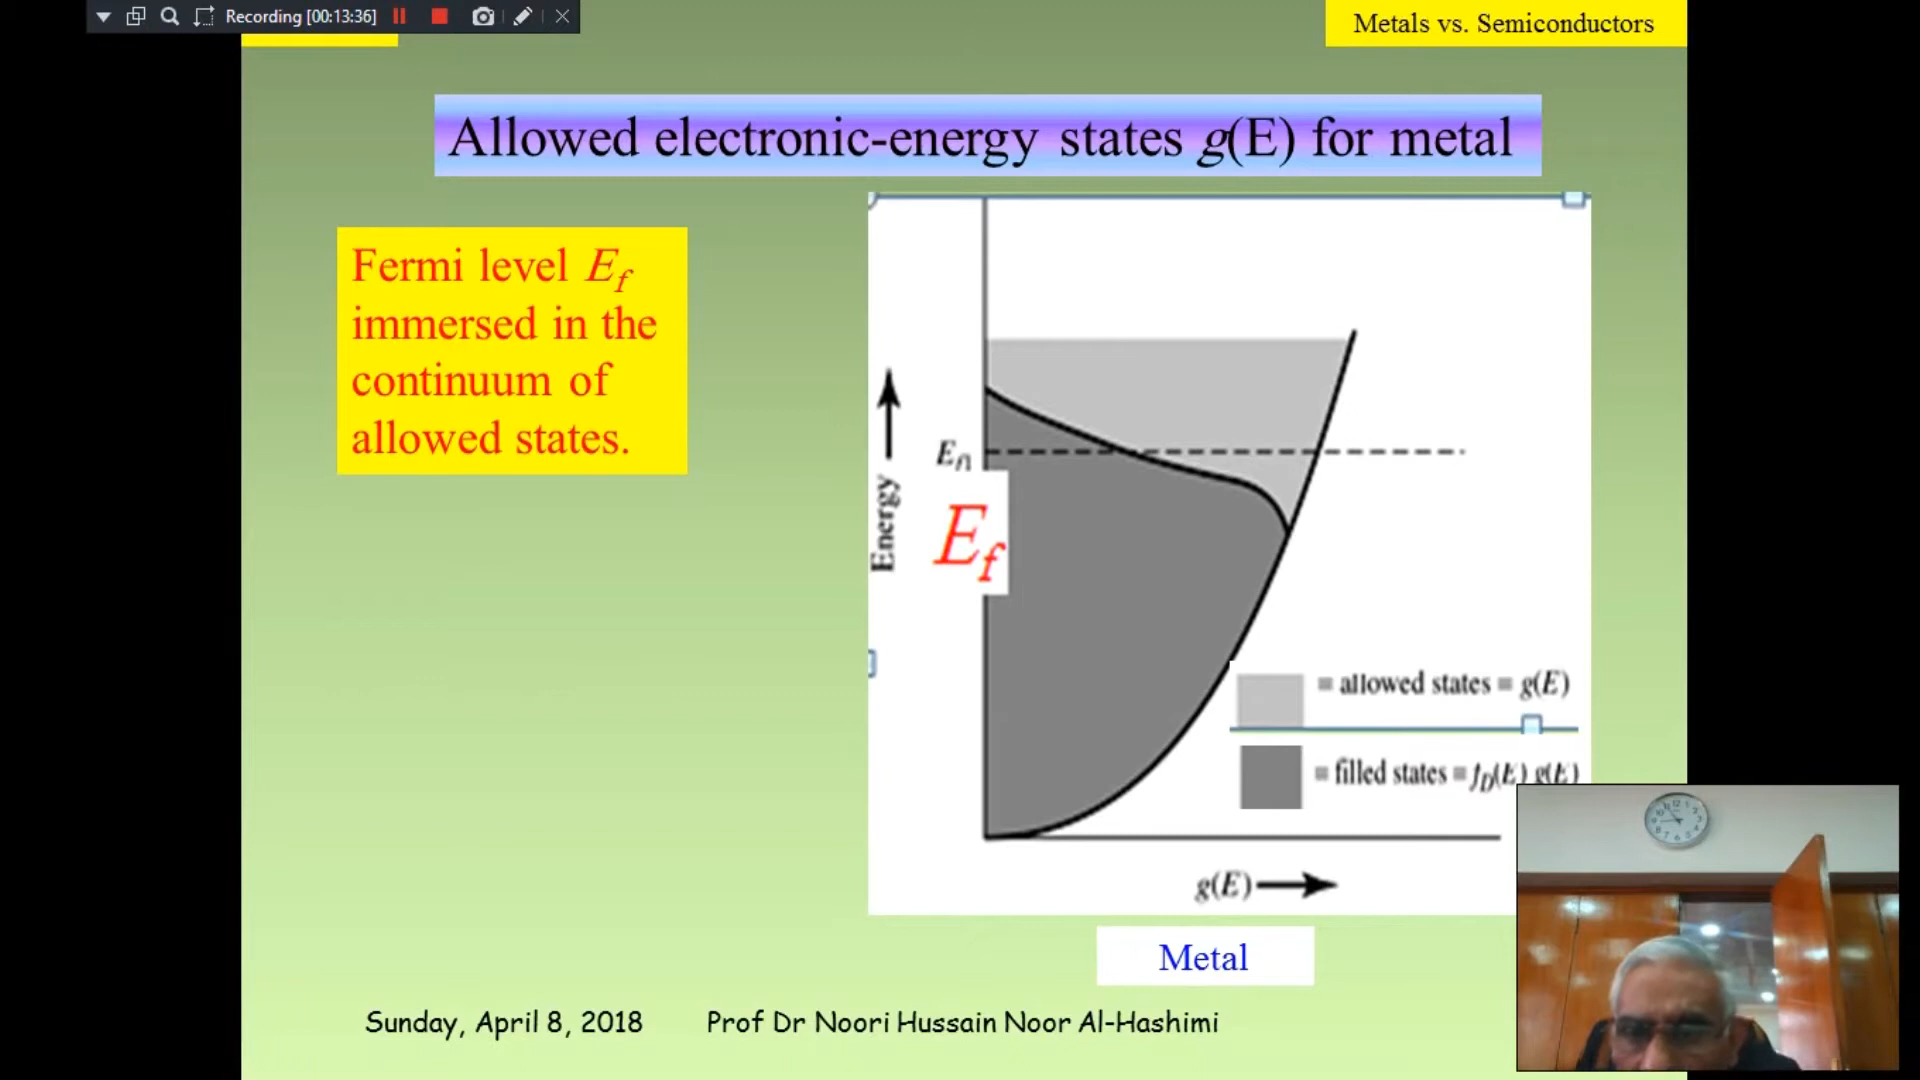 Recording [00:13:36]
Metals vs. Semiconductors
Allowed electronic-energy states g(E) for metal
Fermi level Ef
immersed in the
continuum of
allowed states.
Energy
Ef
= allowed states = g(E)
= filled states = fD(E) g(E)
g(E)
Metal
Sunday, April 8, 2018
Prof Dr Noori Hussain Noor Al-Hashimi